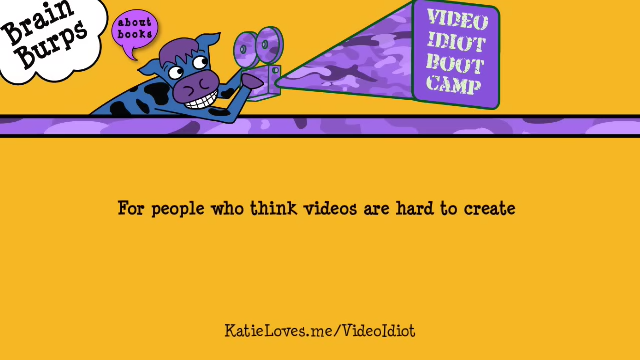 Brain
Burps
about
books
VIDEO
IDIOT
BOOT
CAMP
For people who think videos are hard to create
KatieLoves.me/VideoIdiot